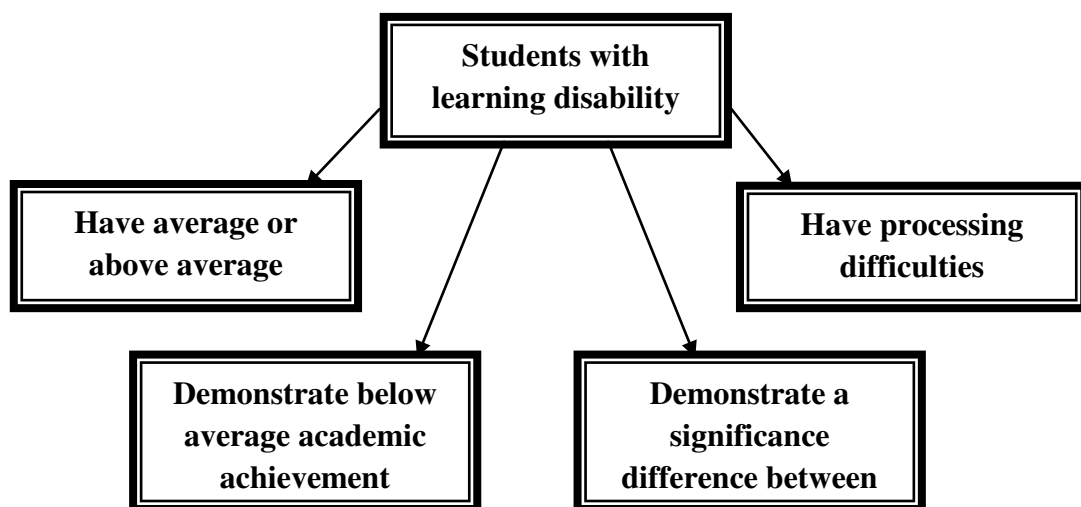 Students with
learning disability
Have average or
above average
Have processing
difficulties
Demonstrate below
average academic
achievement
Demonstrate a
significance
difference between